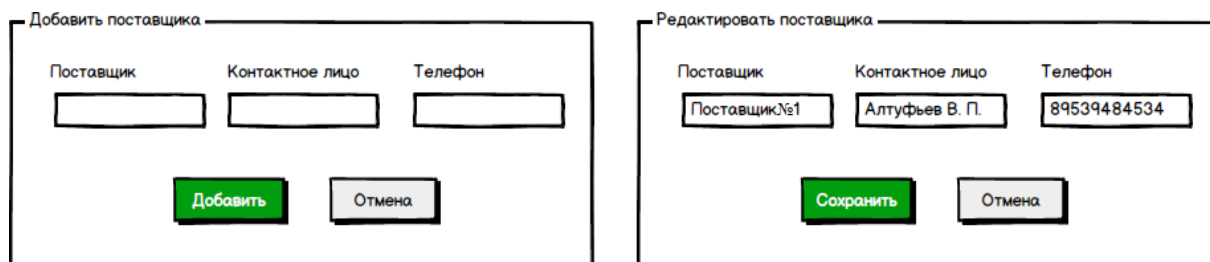 Добавить поставщика
Поставщик Контактное лицо Телефон
Добавить Отмена
Редактировать поставщика
Поставщик Контактное лицо Телефон
Поставщик№1 Алтуфьев В. П. 89539484534
Сохранить Отмена